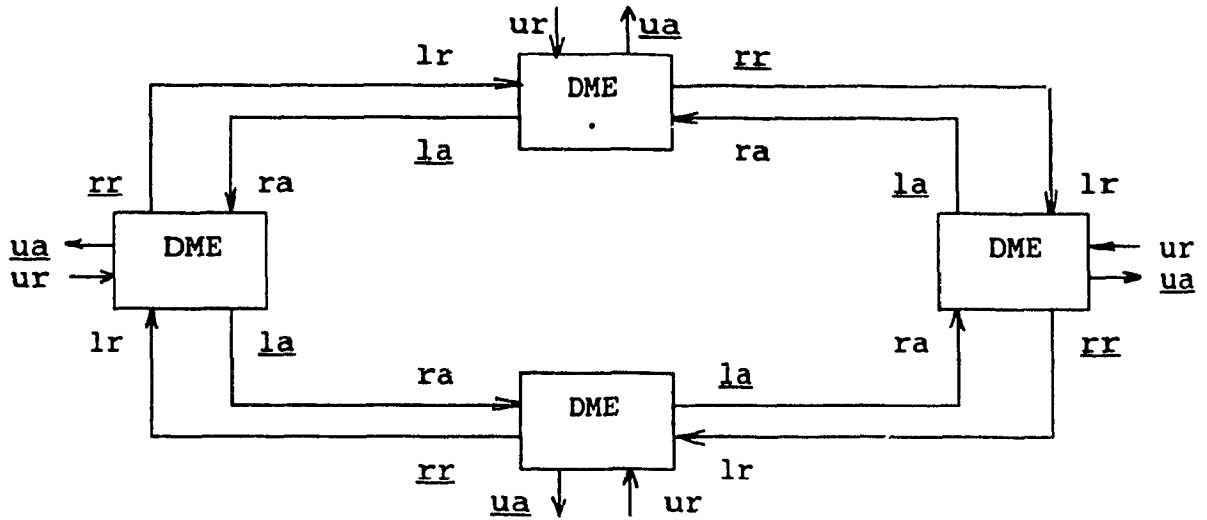 ur ua
lr rr
DME
la ra
rr ra la lr
ua DME DME ur
ur ua
lr la ra rr
ra la
DME
rr lr
ua ur